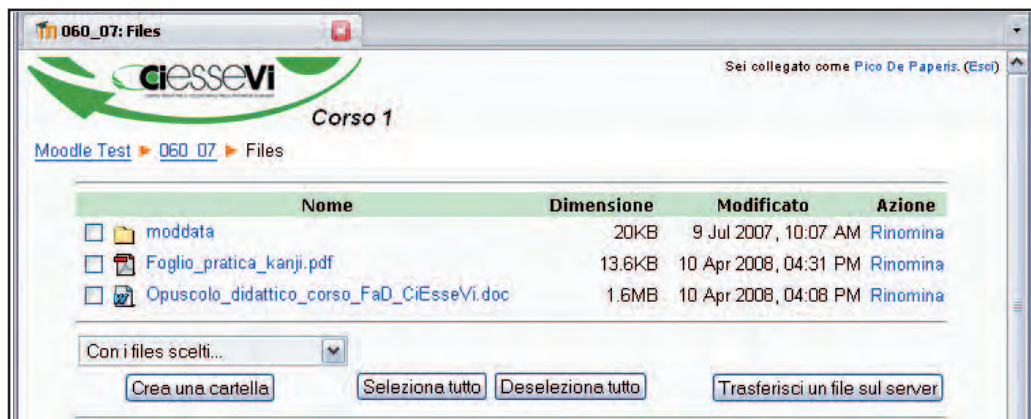 060_07: Files
CiesseVi
Sei collegato come Pico De Paperis. (Esci)
Corso 1
Moodle Test ► 060_07 ► Files
Nome Dimensione Modificato Azione
moddata 20KB 9 Jul 2007, 10:07 AM Rinomina
Foglio_pratica_kanji.pdf 13.6KB 10 Apr 2008, 04:31 PM Rinomina
Opuscolo_didattico_corso_FaD_CiEsseVi.doc 1.6MB 10 Apr 2008, 04:08 PM Rinomina
Con i files scelti...
Crea una cartella Seleziona tutto Deseleziona tutto Trasferisci un file sul server